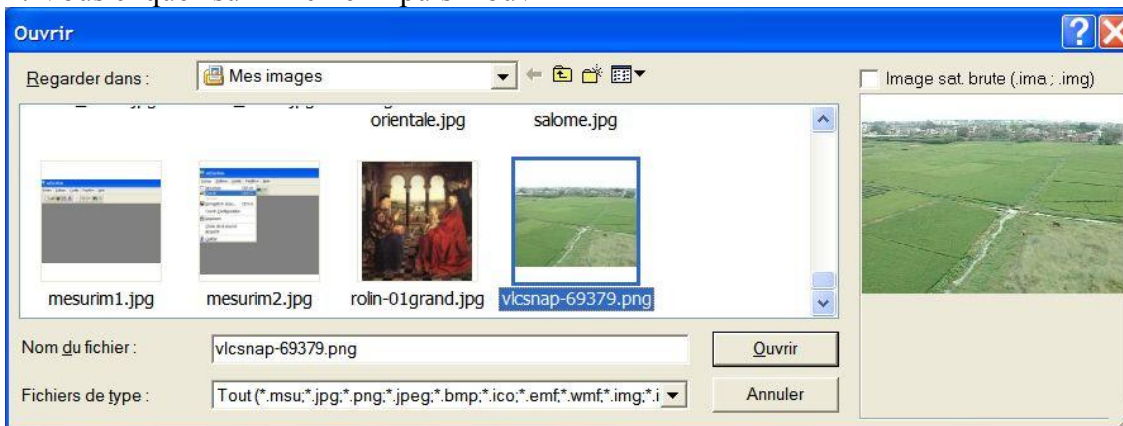 Ouvrir
Regarder dans :
Mes images
Image sat. brute (.ima.; .img)
orientale.jpg
salome.jpg
mesurim1.jpg
mesurim2.jpg
rolin-01grand.jpg
vlcsnap-69379.png
Nom du fichier :
vlcsnap-69379.png
Ouvrir
Fichiers de type :
Tout (*.msu;*.jpg;*.png;*.jpeg;*.bmp;*.ico;*.emf;*.wmf;*.img;*.i
Annuler